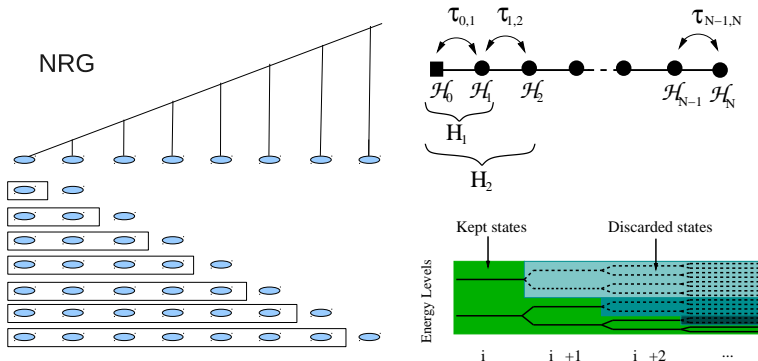 NRG
τ0,1 τ1,2 τN−1,N
ℋ0 ℋ1 ℋ2 ℋN−1 ℋN
H1
H2
Kept states Discarded states
Energy Levels
i i +1 i +2 ...